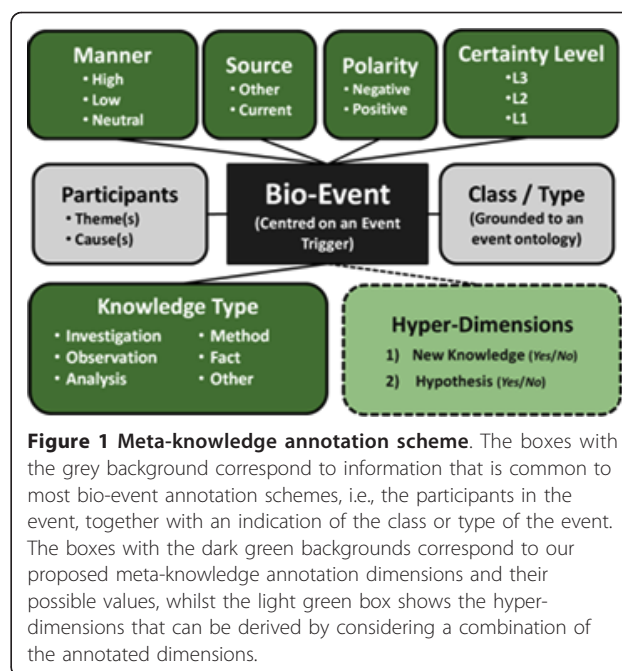 Manner
• High
• Low
• Neutral
Source
• Other
• Current
Polarity
• Negative
• Positive
Certainty Level
• L3
• L2
• L1
Participants
• Theme(s)
• Cause(s)
Bio-Event
(Centred on an Event
Trigger)
Class / Type
(Grounded to an
event ontology)
Knowledge Type
• Investigation
• Observation
• Analysis
• Method
• Fact
• Other
Hyper-Dimensions
1) New Knowledge (Yes/No)
2) Hypothesis (Yes/No)
Figure 1 Meta-knowledge annotation scheme. The boxes with
the grey background correspond to information that is common to
most bio-event annotation schemes, i.e., the participants in the
event, together with an indication of the class or type of the event.
The boxes with the dark green backgrounds correspond to our
proposed meta-knowledge annotation dimensions and their
possible values, whilst the light green box shows the hyper-
dimensions that can be derived by considering a combination of
the annotated dimensions.